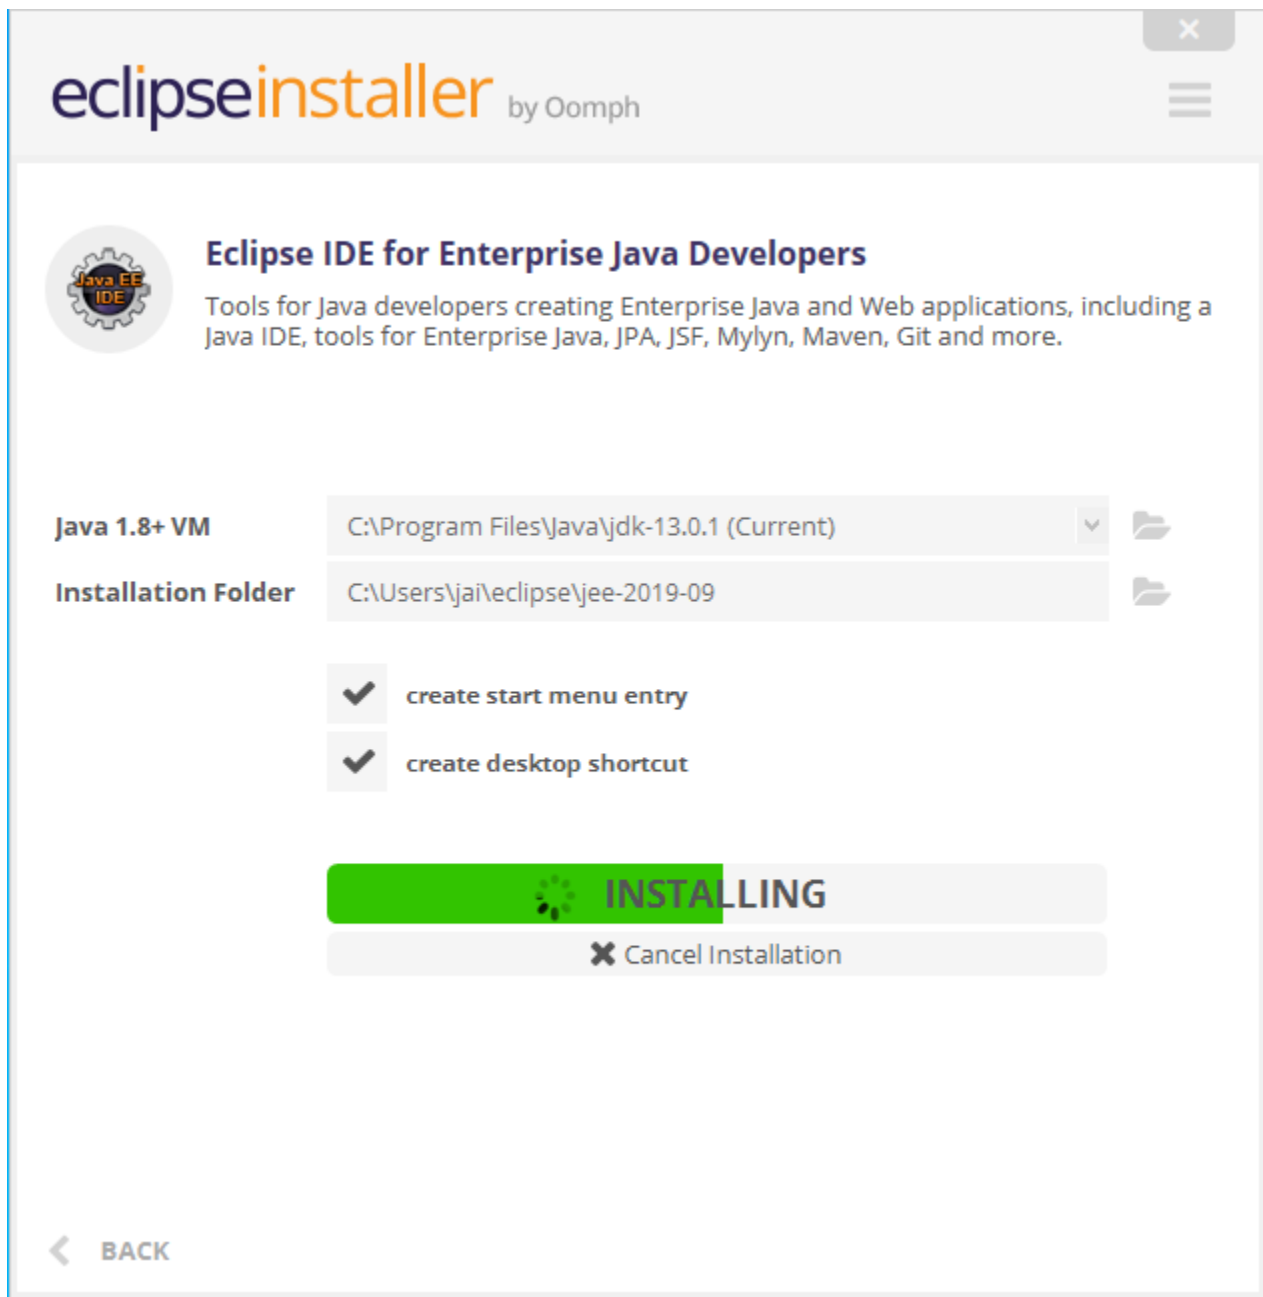 eclipseinstaller by Oomph
Java EE
IDE
Eclipse IDE for Enterprise Java Developers
Tools for Java developers creating Enterprise Java and Web applications, including a
Java IDE, tools for Enterprise Java, JPA, JSF, Mylyn, Maven, Git and more.
Java 1.8+ VM
C:\Program Files\Java\jdk-13.0.1 (Current)
Installation Folder
C:\Users\jai\eclipse\jee-2019-09
create start menu entry
create desktop shortcut
INSTALLING
Cancel Installation
BACK